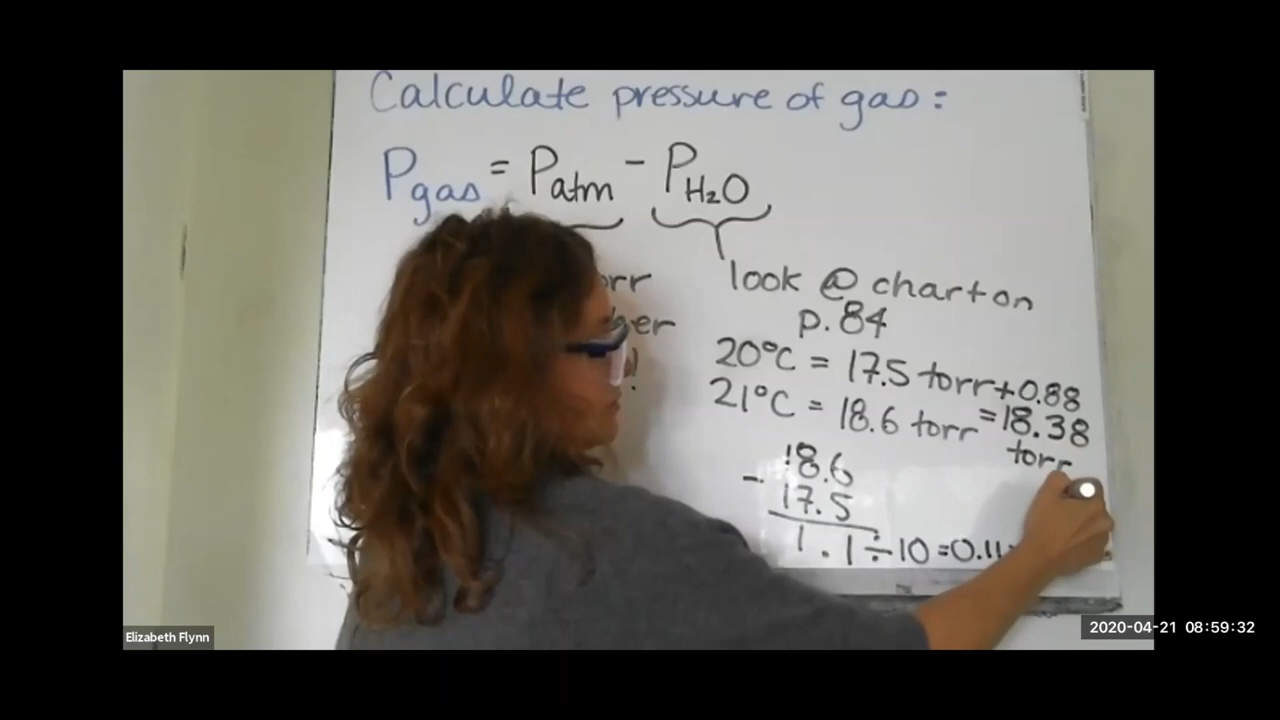 Calculate pressure of gas:
Pgas = Patm - PH₂O
look @ chart on
p. 84
20°C = 17.5 torr +0.88
21°C = 18.6 torr =18.38
torr
18.6
- 17.5
1.1 ÷ 10 = 0.11
Elizabeth Flynn
2020-04-21 08:59:32